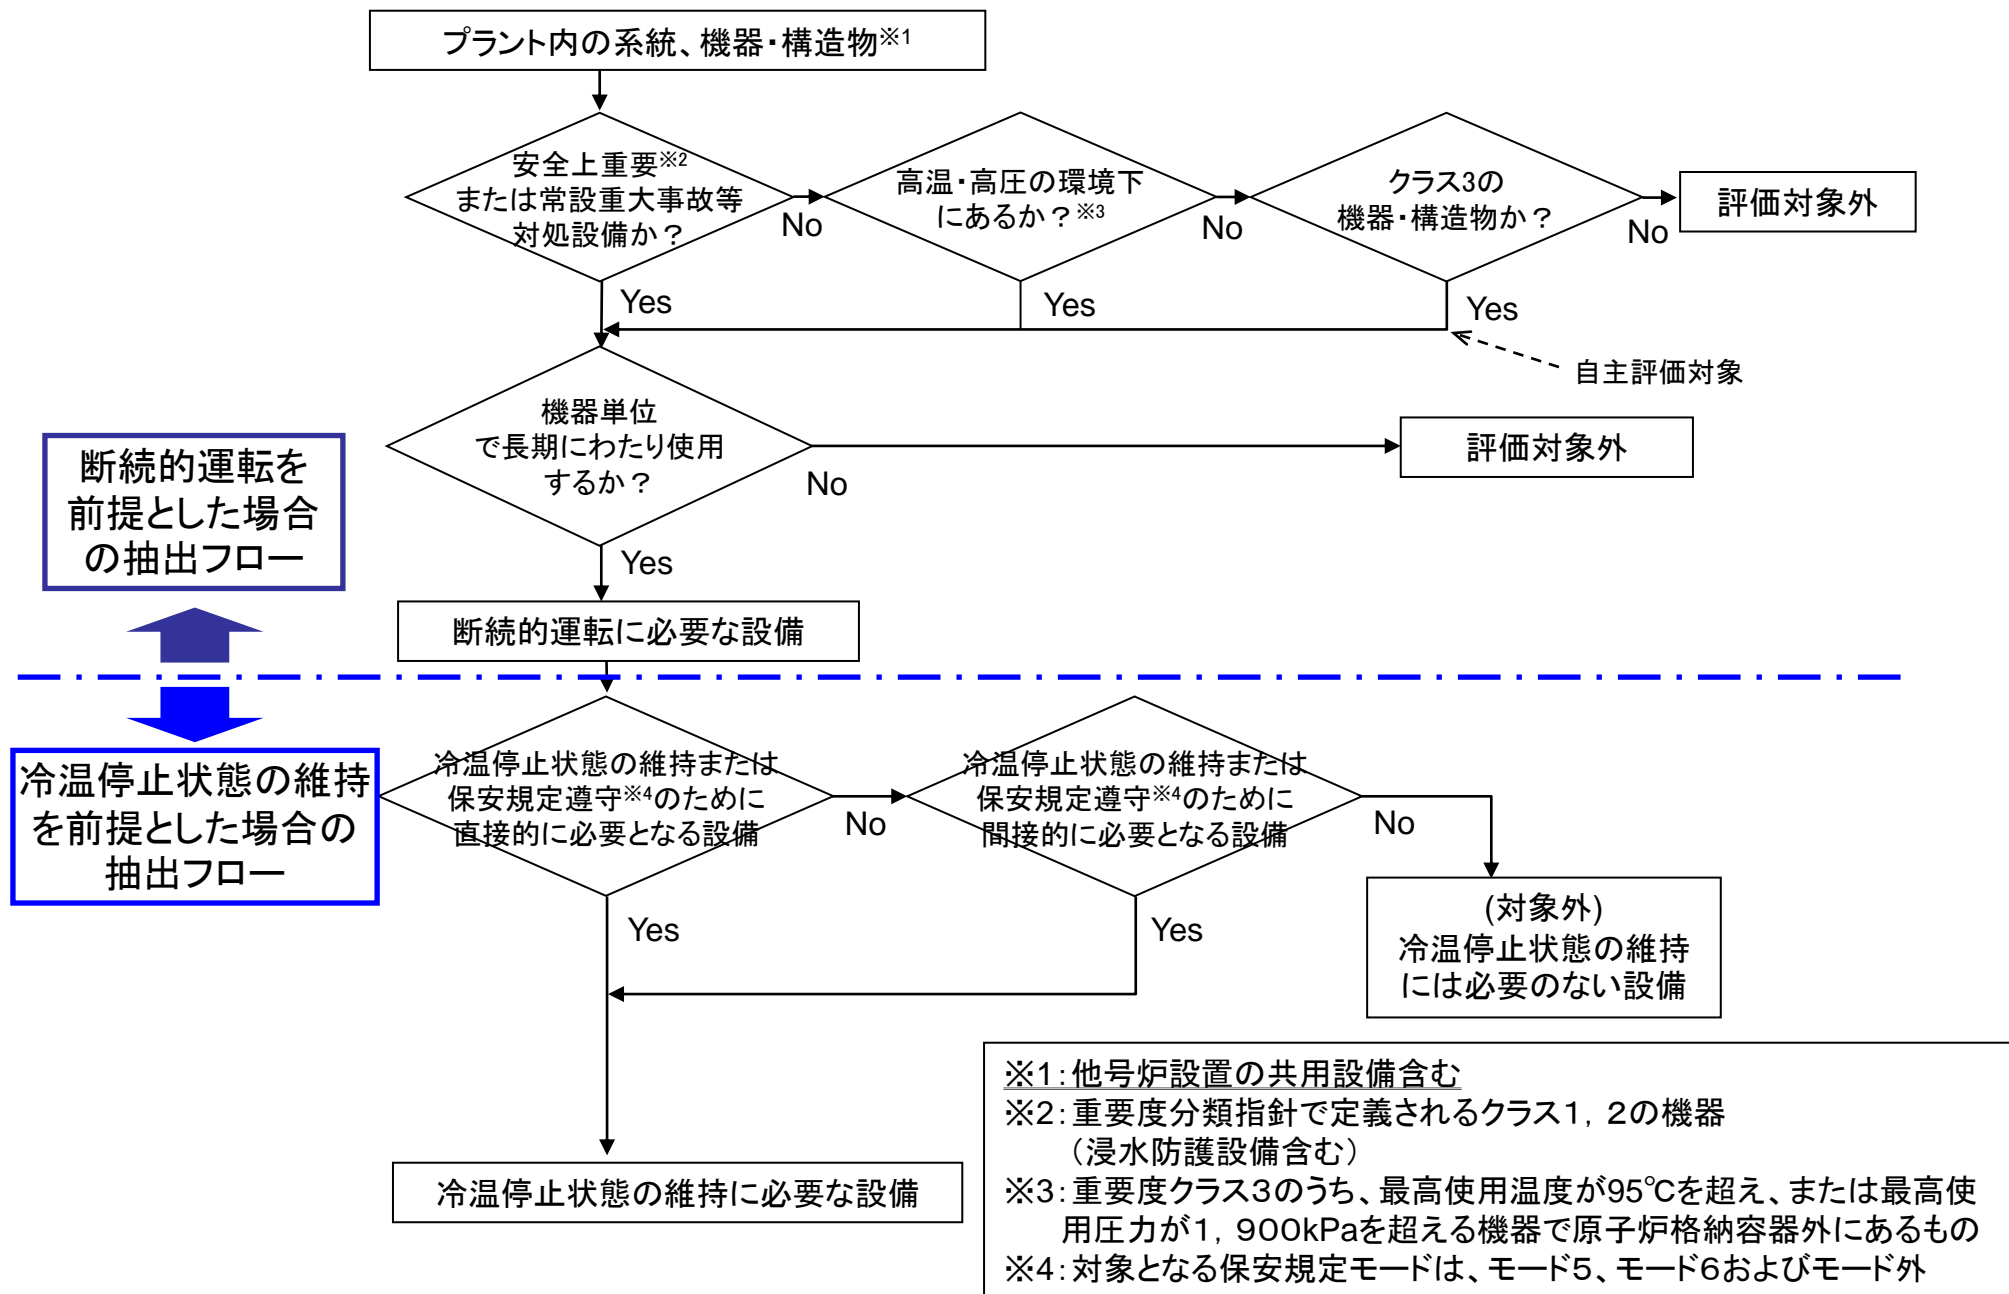 プラント内の系統、機器・構造物※1
安全上重要※2
または常設重大事故等
対処設備か？
No
高温・高圧の環境下
にあるか？※3
No
クラス3の
機器・構造物か？
No
評価対象外
Yes
Yes
Yes
自主評価対象
機器単位
で長期にわたり使用
するか？
No
評価対象外
Yes
断続的運転を
前提とした場合
の抽出フロー
断続的運転に必要な設備
冷温停止状態の維持
を前提とした場合の
抽出フロー
冷温停止状態の維持または
保安規定遵守※4のために
直接的に必要となる設備
No
冷温停止状態の維持または
保安規定遵守※4のために
間接的に必要となる設備
No
Yes
Yes
(対象外)
冷温停止状態の維持
には必要のない設備
冷温停止状態の維持に必要な設備
※1：他号炉設置の共用設備含む
※2：重要度分類指針で定義されるクラス１，２の機器
（浸水防護設備含む）
※3：重要度クラス３のうち、最高使用温度が95℃を超え、または最高使
用圧力が１，９００kPaを超える機器で原子炉格納容器外にあるもの
※4：対象となる保安規定モードは、モード５、モード６およびモード外